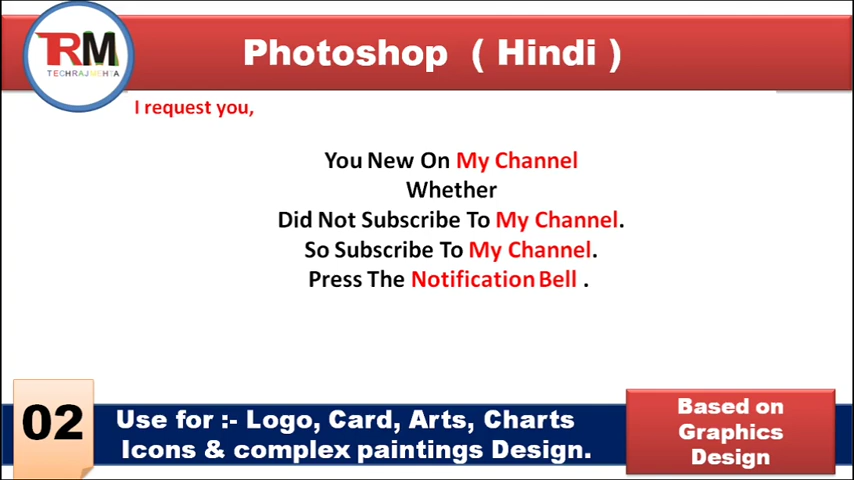 TRM
TECHRAJMEHTA
Photoshop ( Hindi )
I request you,
You New On My Channel
Whether
Did Not Subscribe To My Channel.
So Subscribe To My Channel.
Press The Notification Bell .
02
Use for :- Logo, Card, Arts, Charts
Icons & complex paintings Design.
Based on
Graphics
Design